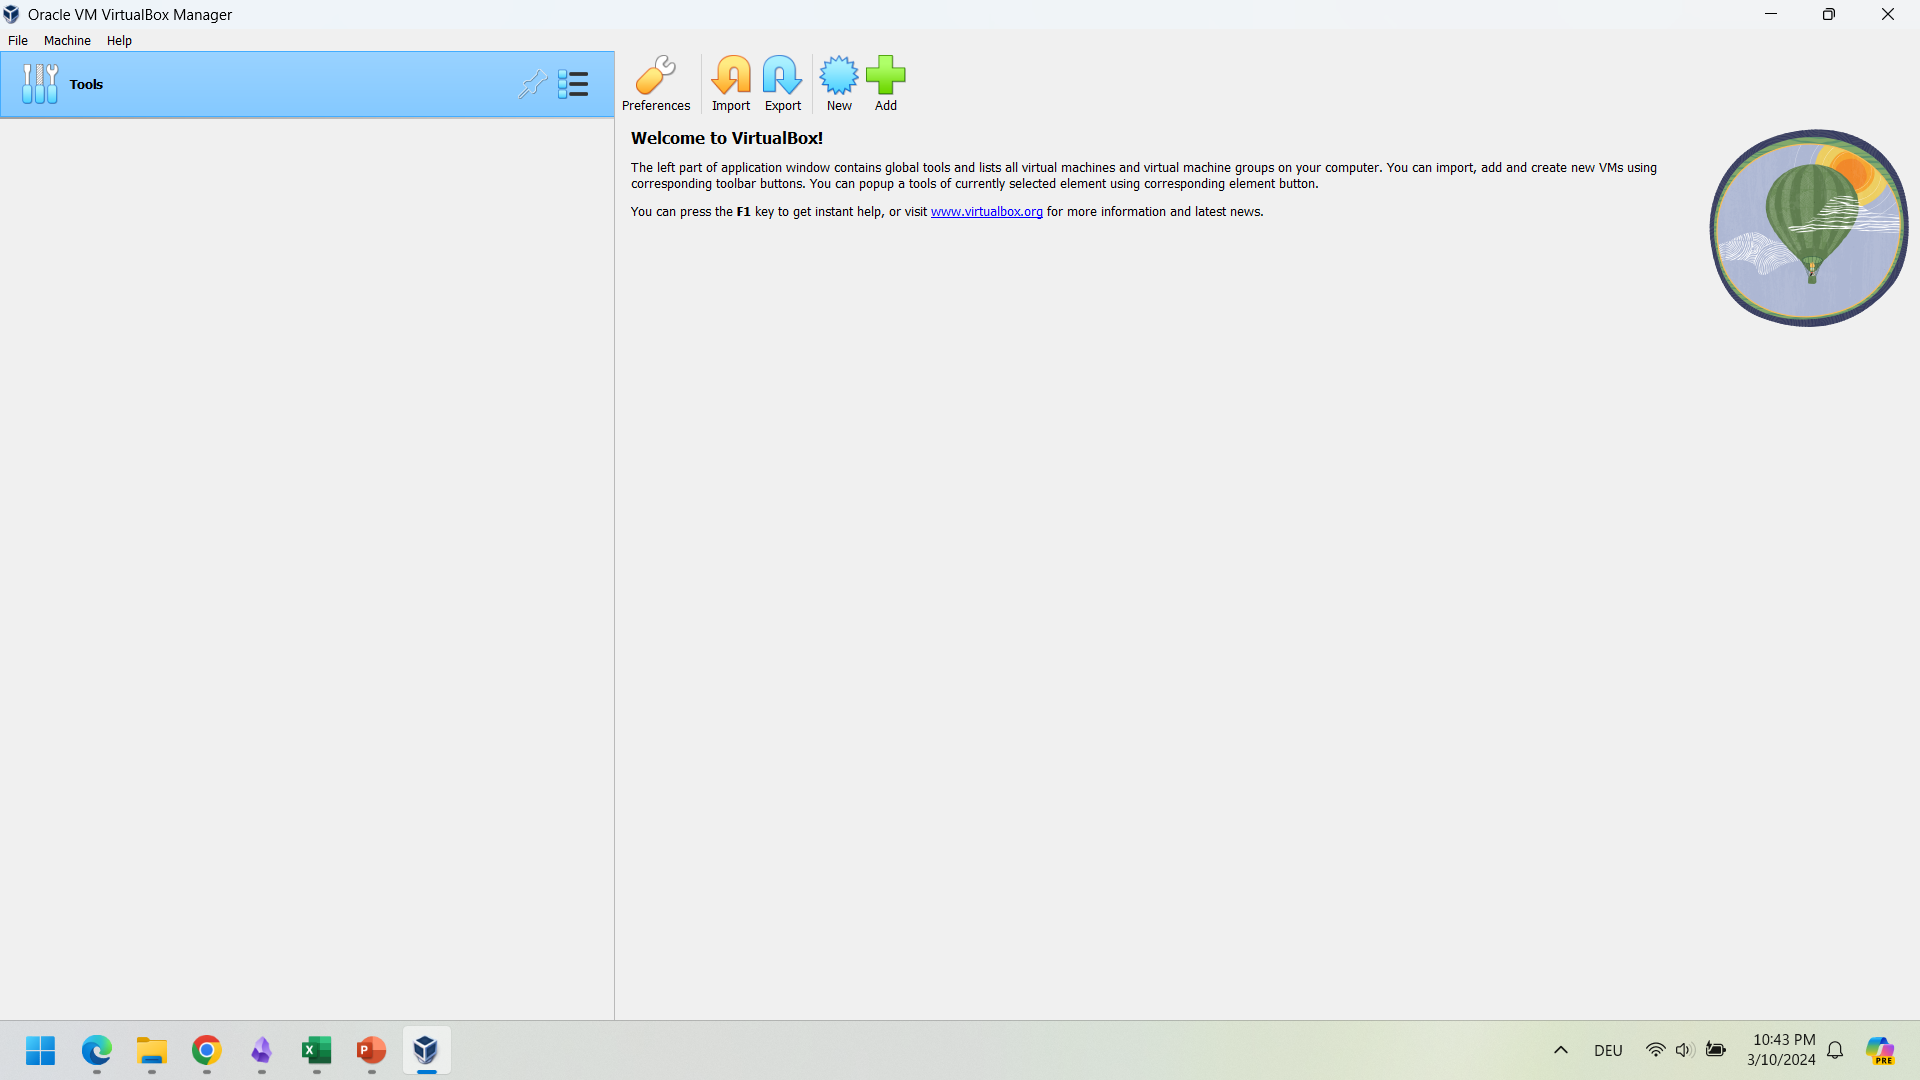 Oracle VM VirtualBox Manager
File Machine Help
Tools
Preferences Import Export New Add
Welcome to VirtualBox!
The left part of application window contains global tools and lists all virtual machines and virtual machine groups on your computer. You can import, add and create new VMs using
corresponding toolbar buttons. You can popup a tools of currently selected element using corresponding element button.
You can press the F1 key to get instant help, or visit www.virtualbox.org for more information and latest news.
DEU
10:43 PM
3/10/2024
PRE